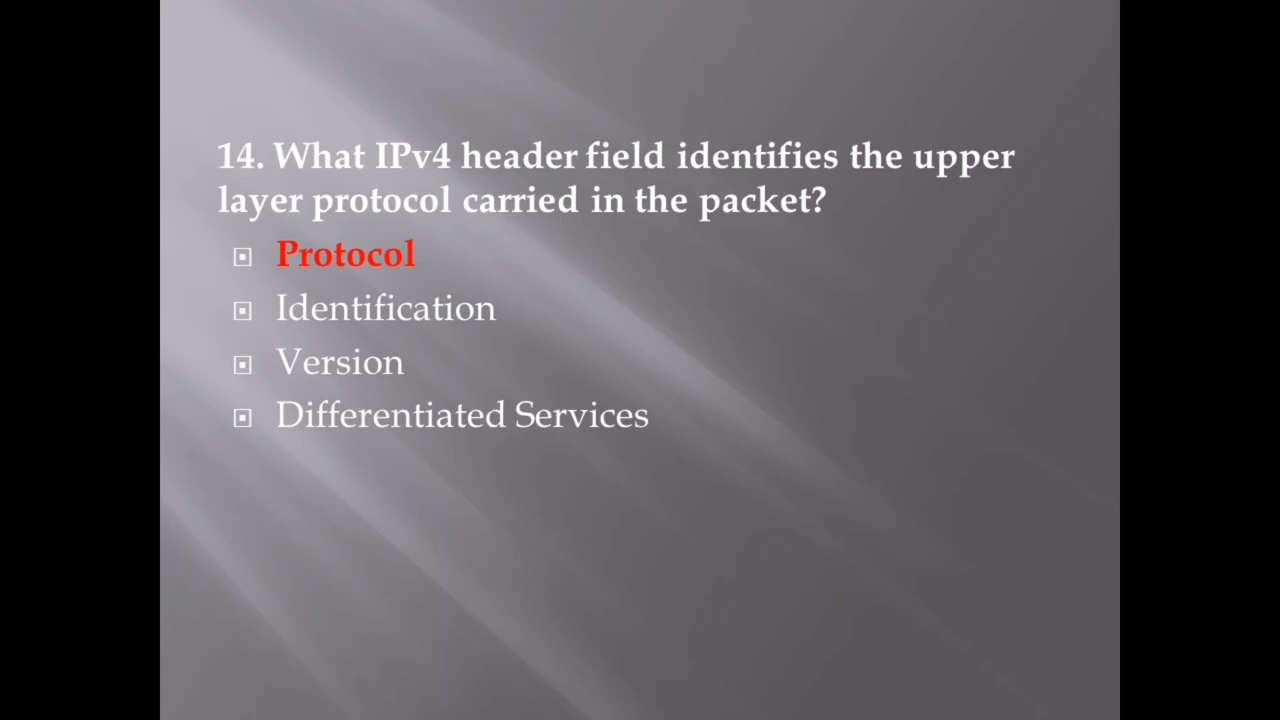 14. What IPv4 header field identifies the upper
layer protocol carried in the packet?
Protocol
Identification
Version
Differentiated Services